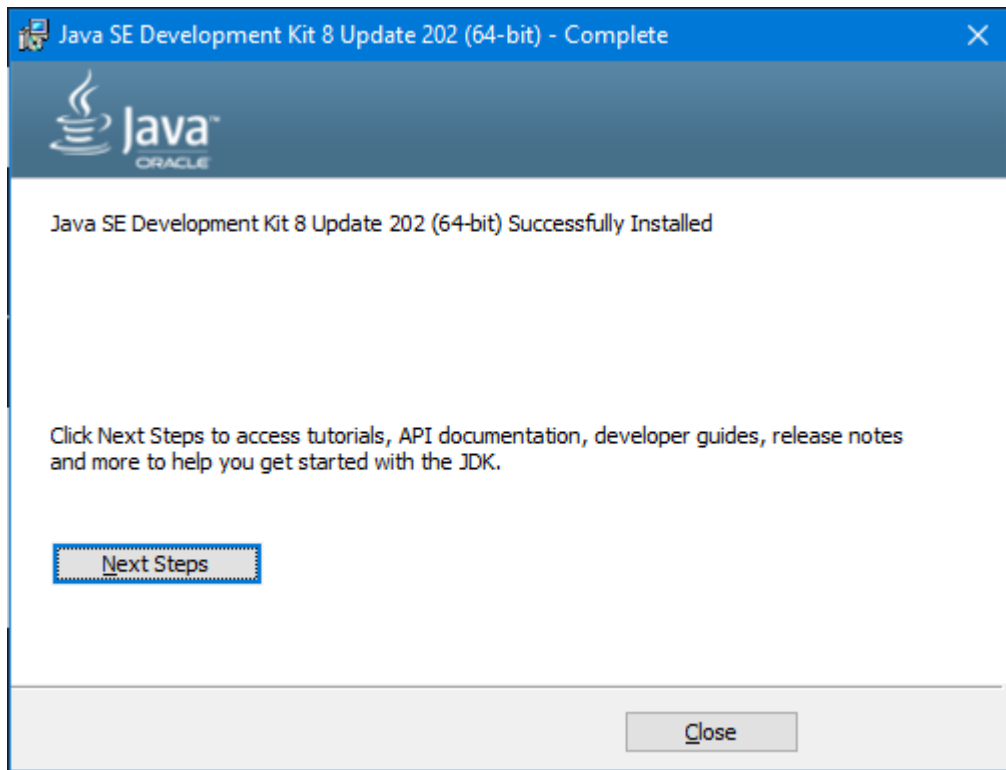 Java SE Development Kit 8 Update 202 (64-bit) - Complete
Java™
ORACLE
Java SE Development Kit 8 Update 202 (64-bit) Successfully Installed
Click Next Steps to access tutorials, API documentation, developer guides, release notes
and more to help you get started with the JDK.
Next Steps
Close